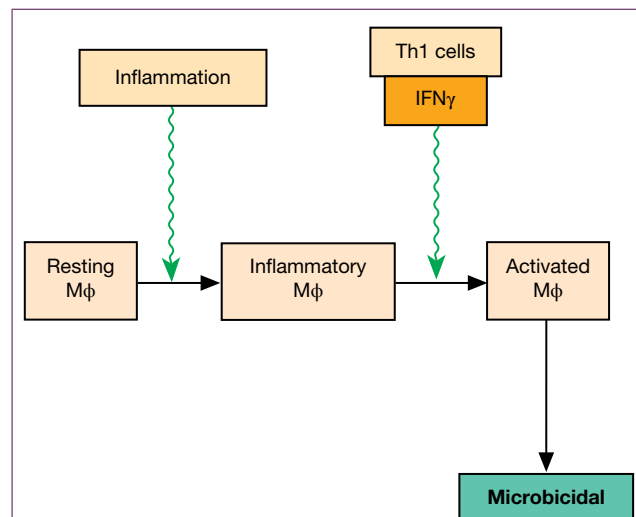 Inflammation
Th1 cells
IFNγ
Resting
Mϕ
Inflammatory
Mϕ
Activated
Mϕ
Microbicidal